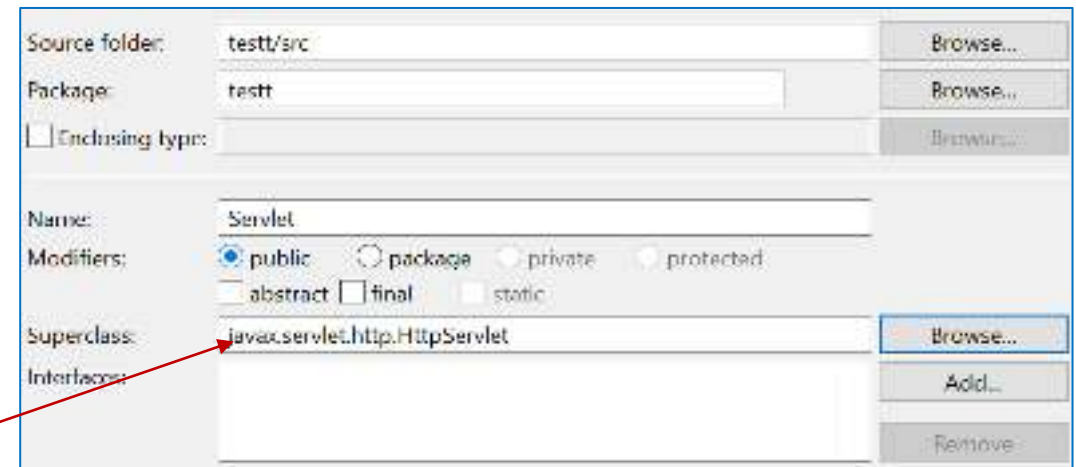 Source folder: testt/src Browse...
Package: testt Browse...
Enclosing type: Browse...
Name: Servlet
Modifiers: public package private protected
abstract final static
Superclass: javax.servlet.http.HttpServlet Browse...
Interfaces: Add...
Remove